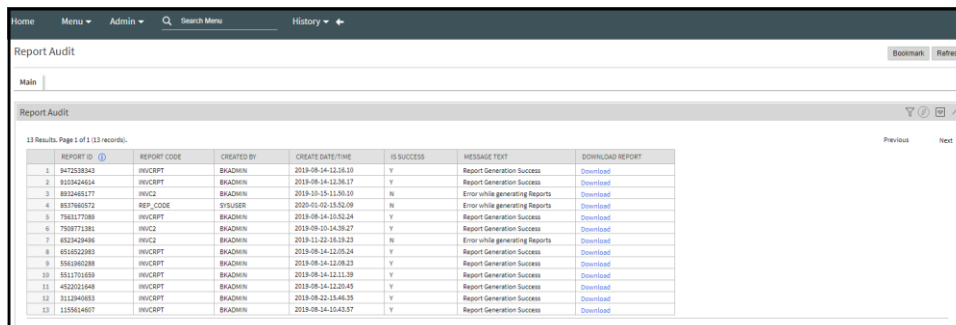 Home Menu Admin Search Menu History
Report Audit Bookmark Refres
Main
Report Audit
13 Results. Page 1 of 1 (13 records). Previous Next
REPORT ID REPORT CODE CREATED BY CREATE DATE/TIME IS SUCCESS MESSAGE TEXT DOWNLOAD REPORT
1 9472538343 INVCRPT BKADMIN 2019-08-14-12.16.10 Y Report Generation Success Download
2 9103424614 INVCRPT BKADMIN 2019-08-14-12.36.17 Y Report Generation Success Download
3 8932465177 INVC2 BKADMIN 2019-10-15-11.50.10 N Error while generating Reports Download
4 8537660572 REP_CODE SYSUSER 2020-01-02-15.52.09 N Error while generating Reports Download
5 7563177089 INVCRPT BKADMIN 2019-08-14-10.52.24 Y Report Generation Success Download
6 7509771381 INVC2 BKADMIN 2019-09-10-14.39.27 Y Report Generation Success Download
7 6523429486 INVC2 BKADMIN 2019-11-22-16.19.23 N Error while generating Reports Download
8 6516522983 INVCRPT BKADMIN 2019-08-14-12.05.24 Y Report Generation Success Download
9 5561960288 INVCRPT BKADMIN 2019-08-14-12.08.23 Y Report Generation Success Download
10 5511701659 INVCRPT BKADMIN 2019-08-14-12.11.39 Y Report Generation Success Download
11 4522021648 INVCRPT BKADMIN 2019-08-14-12.20.45 Y Report Generation Success Download
12 3112940653 INVCRPT BKADMIN 2019-08-22-15.46.35 Y Report Generation Success Download
13 1155614607 INVCRPT BKADMIN 2019-08-14-10.43.57 Y Report Generation Success Download